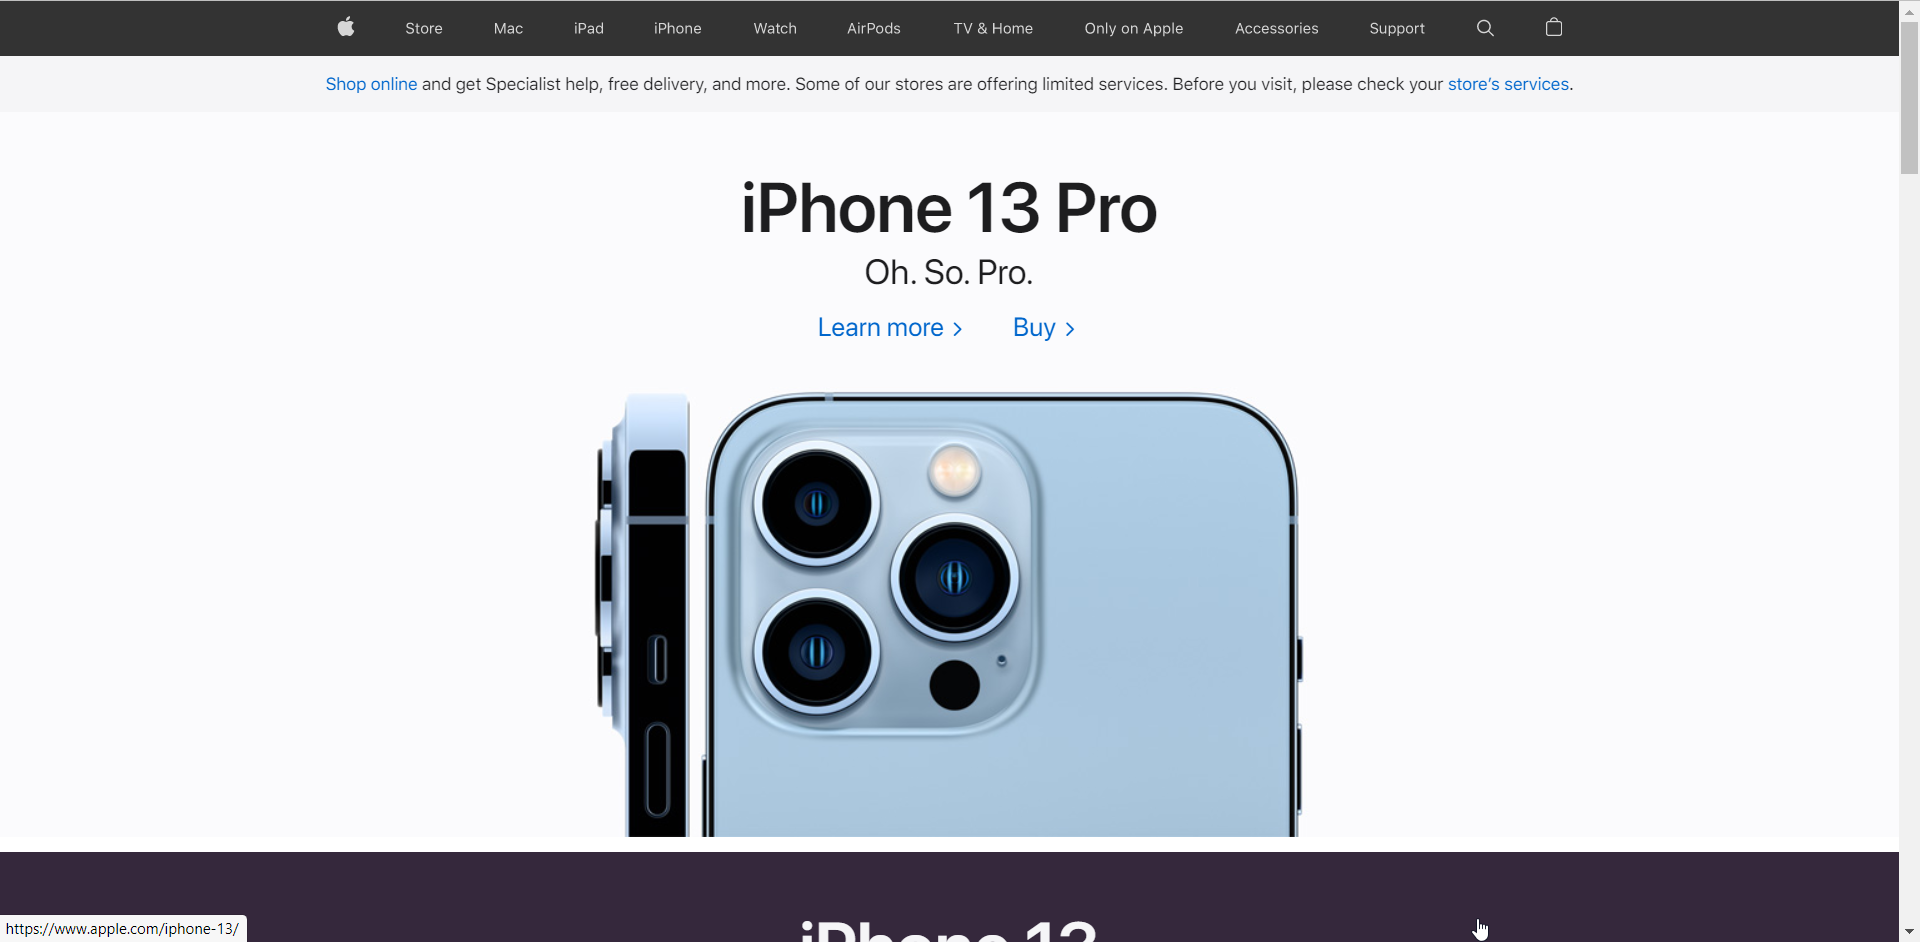 Store Mac iPad iPhone Watch AirPods TV & Home Only on Apple Accessories Support
Shop online and get Specialist help, free delivery, and more. Some of our stores are offering limited services. Before you visit, please check your store’s services.
iPhone 13 Pro
Oh. So. Pro.
Learn more > Buy >
iPhone 13
https://www.apple.com/iphone-13/